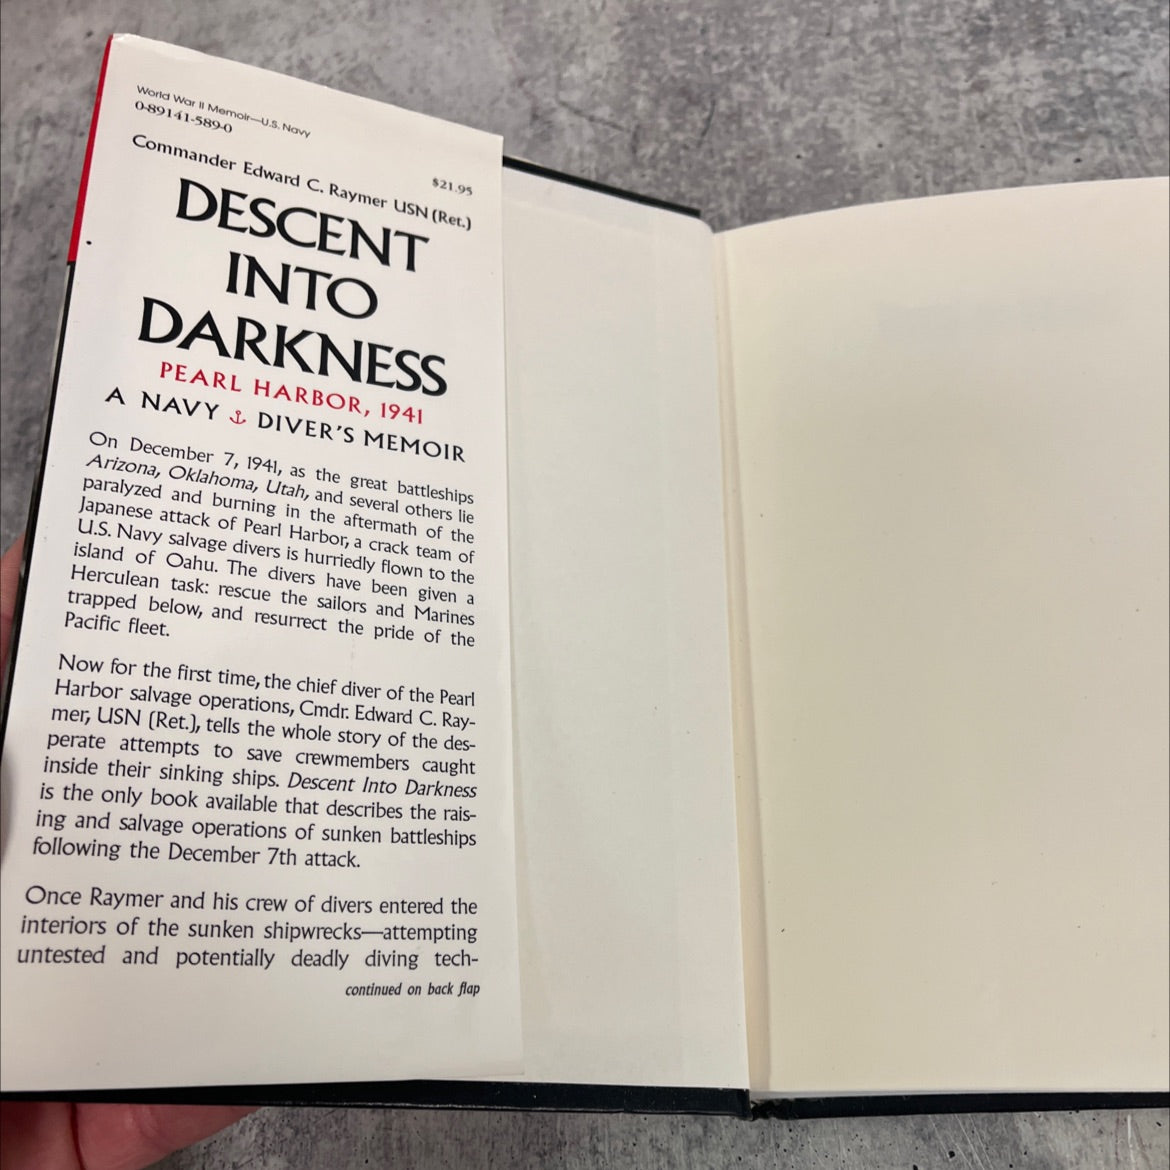 World War II Memoir—U.S. Navy
0-89141-589-0
$21.95
Commander Edward C. Raymer USN (Ret.)
DESCENT
INTO
DARKNESS
PEARL HARBOR, 1941
A NAVY DIVER'S MEMOIR
On December 7, 1941, as the great battleships
Arizona, Oklahoma, Utah, and several others lie
paralyzed and burning in the aftermath of the
Japanese attack of Pearl Harbor, a crack team of
U.S. Navy salvage divers is hurriedly flown to the
island of Oahu. The divers have been given a
Herculean task: rescue the sailors and Marines
trapped below, and resurrect the pride of the
Pacific fleet.
Now for the first time, the chief diver of the Pearl
Harbor salvage operations, Cmdr. Edward C. Ray-
mer, USN (Ret.), tells the whole story of the des-
perate attempts to save crewmembers caught
inside their sinking ships. Descent Into Darkness
is the only book available that describes the rais-
ing and salvage operations of sunken battleships
following the December 7th attack.
Once Raymer and his crew of divers entered the
interiors of the sunken shipwrecks—attempting
untested and potentially deadly diving tech-
continued on back flap